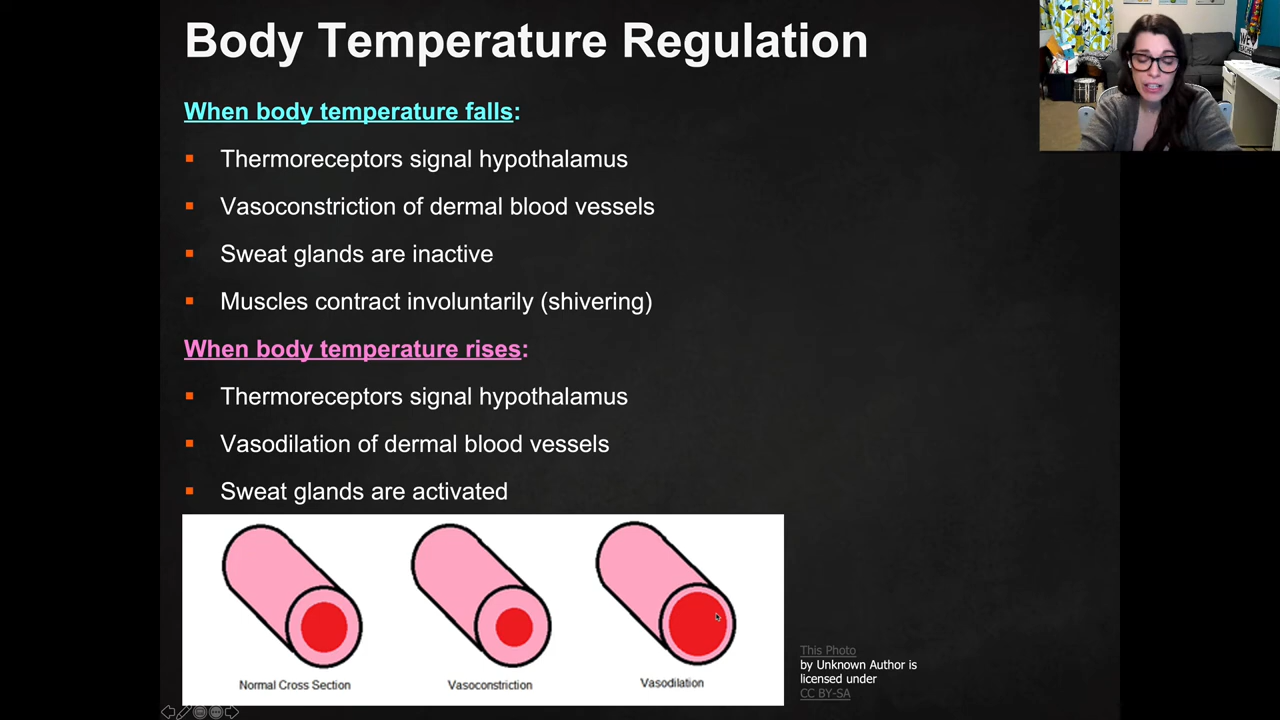 Body Temperature Regulation
When body temperature falls:
Thermoreceptors signal hypothalamus
Vasoconstriction of dermal blood vessels
Sweat glands are inactive
Muscles contract involuntarily (shivering)
When body temperature rises:
Thermoreceptors signal hypothalamus
Vasodilation of dermal blood vessels
Sweat glands are activated
Normal Cross Section
Vasoconstriction
Vasodilation
This Photo
by Unknown Author is
licensed under
CC BY-SA